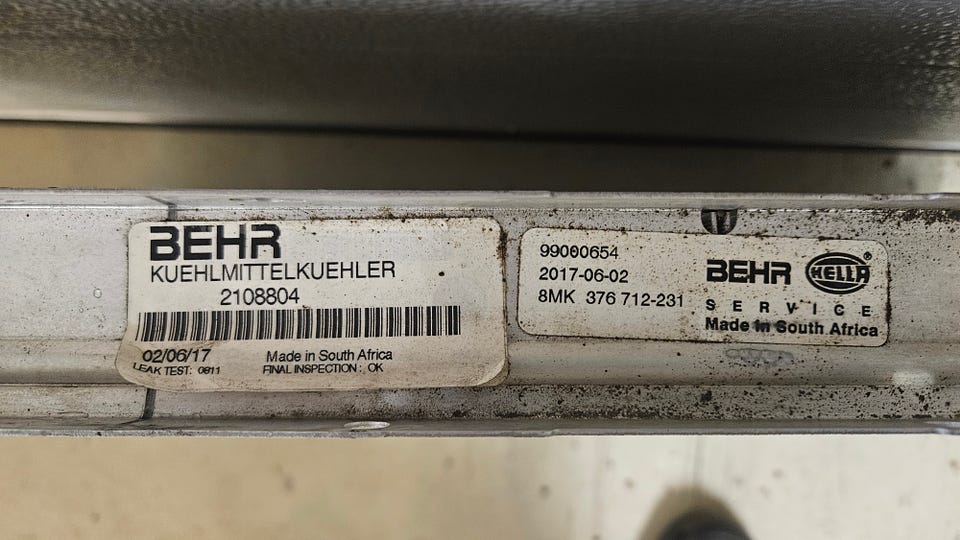 BEHR
KUEHLMITTELKUEHLER
2108804
02/06/17 Made in South Africa
LEAK TEST: 0811 FINAL INSPECTION: OK
99000654
2017-06-02
8MK 376 712-231
BEHR HELLA®
SERVICE
Made in South Africa